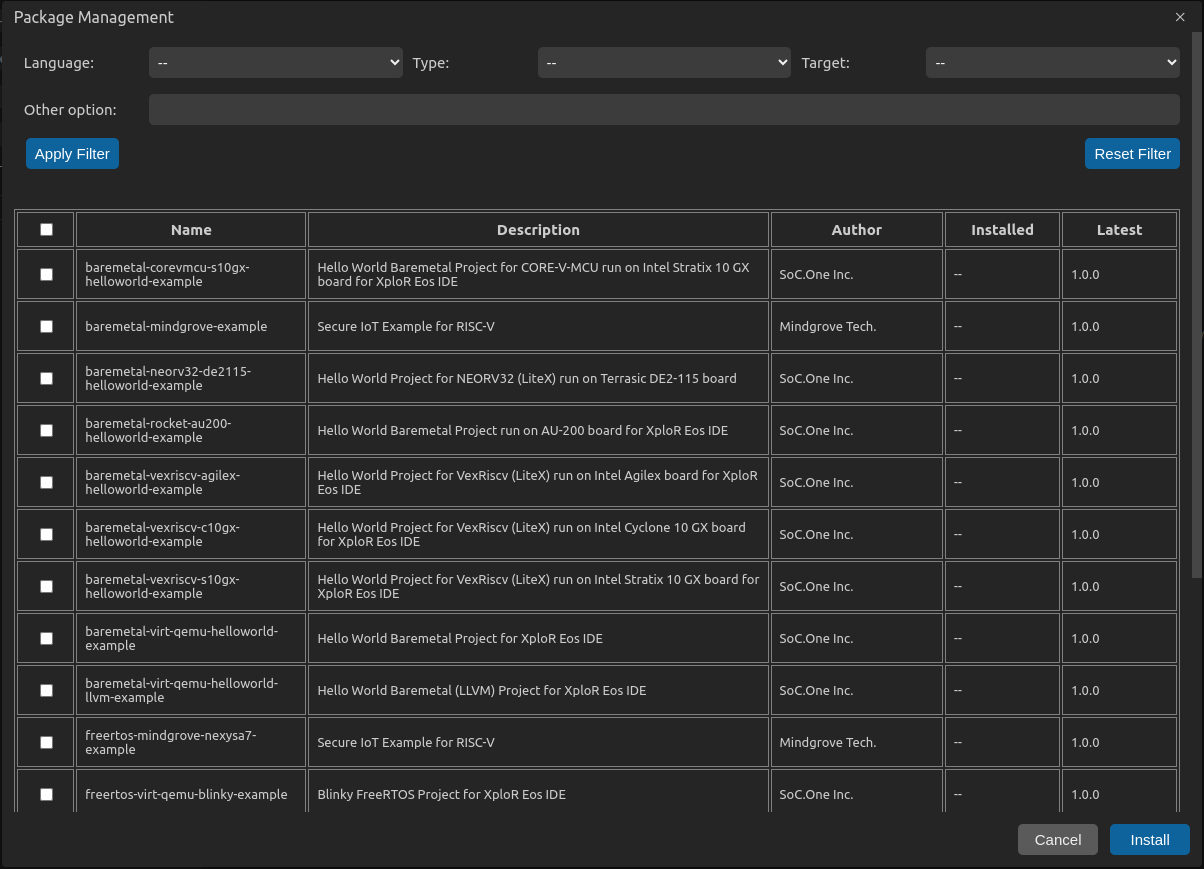 Package Management
Language: -- Type: -- Target: --
Other option:
Apply Filter Reset Filter
Name Description Author Installed Latest
baremetal-corevmcu-s10gx-
helloworld-example
Hello World Baremetal Project for CORE-V-MCU run on Intel Stratix 10 GX
board for XploR Eos IDE
SoC.One Inc. -- 1.0.0
baremetal-mindgrove-example Secure IoT Example for RISC-V Mindgrove Tech. -- 1.0.0
baremetal-neorv32-de2115-
helloworld-example
Hello World Project for NEORV32 (LiteX) run on Terrasic DE2-115 board SoC.One Inc. -- 1.0.0
baremetal-rocket-au200-
helloworld-example
Hello World Baremetal Project run on AU-200 board for XploR Eos IDE SoC.One Inc. -- 1.0.0
baremetal-vexriscv-agilex-
helloworld-example
Hello World Project for VexRiscv (LiteX) run on Intel Agilex board for XploR
Eos IDE
SoC.One Inc. -- 1.0.0
baremetal-vexriscv-c10gx-
helloworld-example
Hello World Project for VexRiscv (LiteX) run on Intel Cyclone 10 GX board
for XploR Eos IDE
SoC.One Inc. -- 1.0.0
baremetal-vexriscv-s10gx-
helloworld-example
Hello World Project for VexRiscv (LiteX) run on Intel Stratix 10 GX board for
XploR Eos IDE
SoC.One Inc. -- 1.0.0
baremetal-virt-qemu-helloworld-
example
Hello World Baremetal Project for XploR Eos IDE SoC.One Inc. -- 1.0.0
baremetal-virt-qemu-helloworld-
llvm-example
Hello World Baremetal (LLVM) Project for XploR Eos IDE SoC.One Inc. -- 1.0.0
freertos-mindgrove-nexysa7-
example
Secure IoT Example for RISC-V Mindgrove Tech. -- 1.0.0
freertos-virt-qemu-blinky-example Blinky FreeRTOS Project for XploR Eos IDE SoC.One Inc. -- 1.0.0
Cancel Install